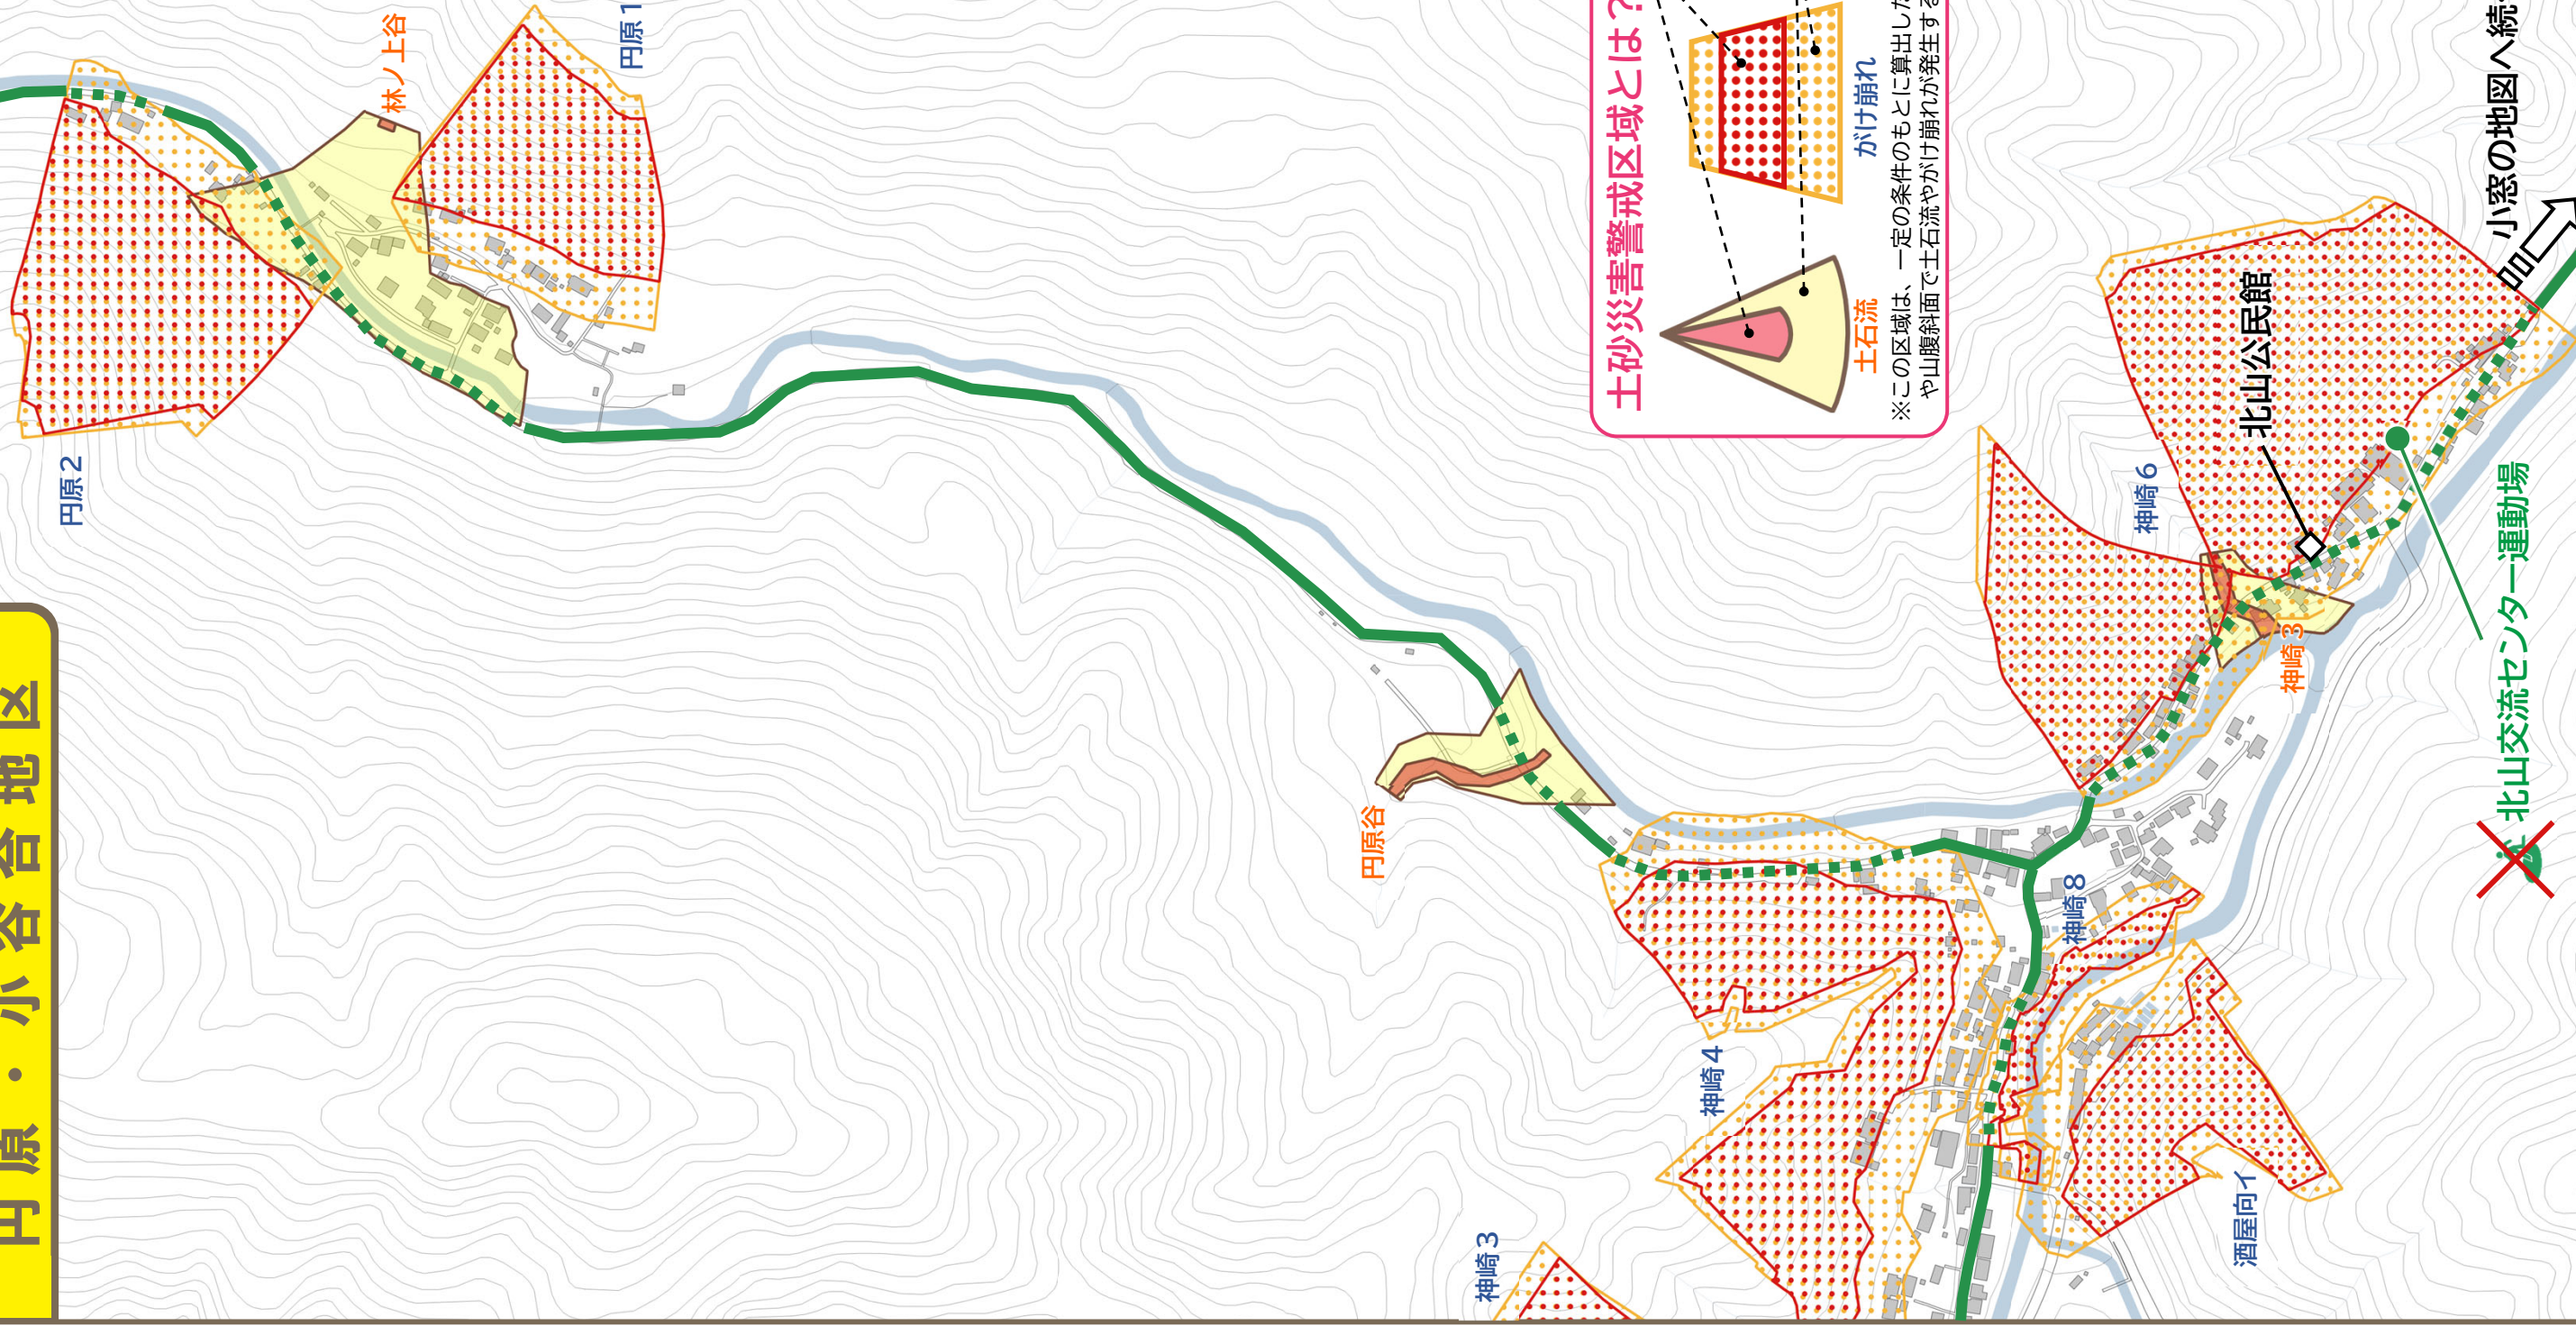 円原・小谷合地区
円原２
林ノ上谷
円原１
円原谷
神崎３
神崎４
土砂災害警戒区域とは？
土石流
がけ崩れ
※この区域は、一定の条件のもとに算出した
や山腹斜面で土石流やがけ崩れが発生する
神崎８
神崎６
北山公民館
神崎３
酒屋向イ
小窓の地図へ続
北山交流センター運動場